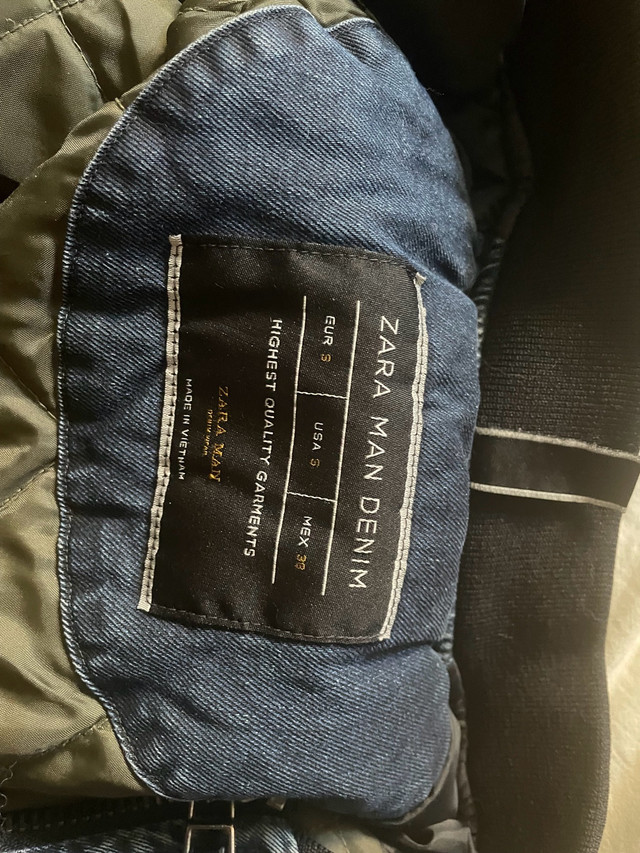 ZARA MAN DENIM
EUR S USA S MEX 38
HIGHEST QUALITY GARMENTS
ZARA MAN
MADE IN VIETNAM